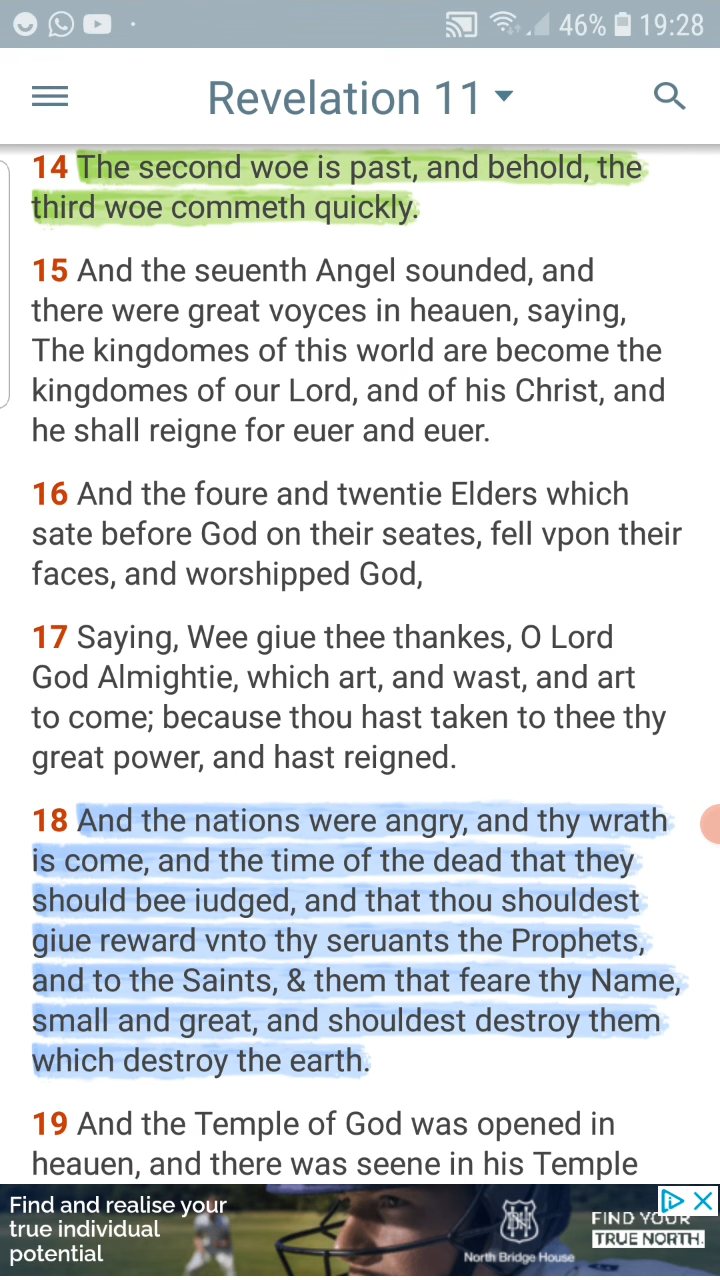 46% 19:28
Revelation 11
14 The second woe is past, and behold, the
third woe commeth quickly.
15 And the seuenth Angel sounded, and
there were great voyces in heauen, saying,
The kingdomes of this world are become the
kingdomes of our Lord, and of his Christ, and
he shall reigne for euer and euer.
16 And the foure and twentie Elders which
sate before God on their seates, fell vpon their
faces, and worshipped God,
17 Saying, Wee giue thee thankes, O Lord
God Almightie, which art, and wast, and art
to come; because thou hast taken to thee thy
great power, and hast reigned.
18 And the nations were angry, and thy wrath
is come, and the time of the dead that they
should bee iudged, and that thou shouldest
giue reward vnto thy seruants the Prophets,
and to the Saints, & them that feare thy Name,
small and great, and shouldest destroy them
which destroy the earth.
19 And the Temple of God was opened in
heauen, and there was seene in his Temple
Find and realise your
true individual
potential
North Bridge House
FIND YOUR
TRUE NORTH.